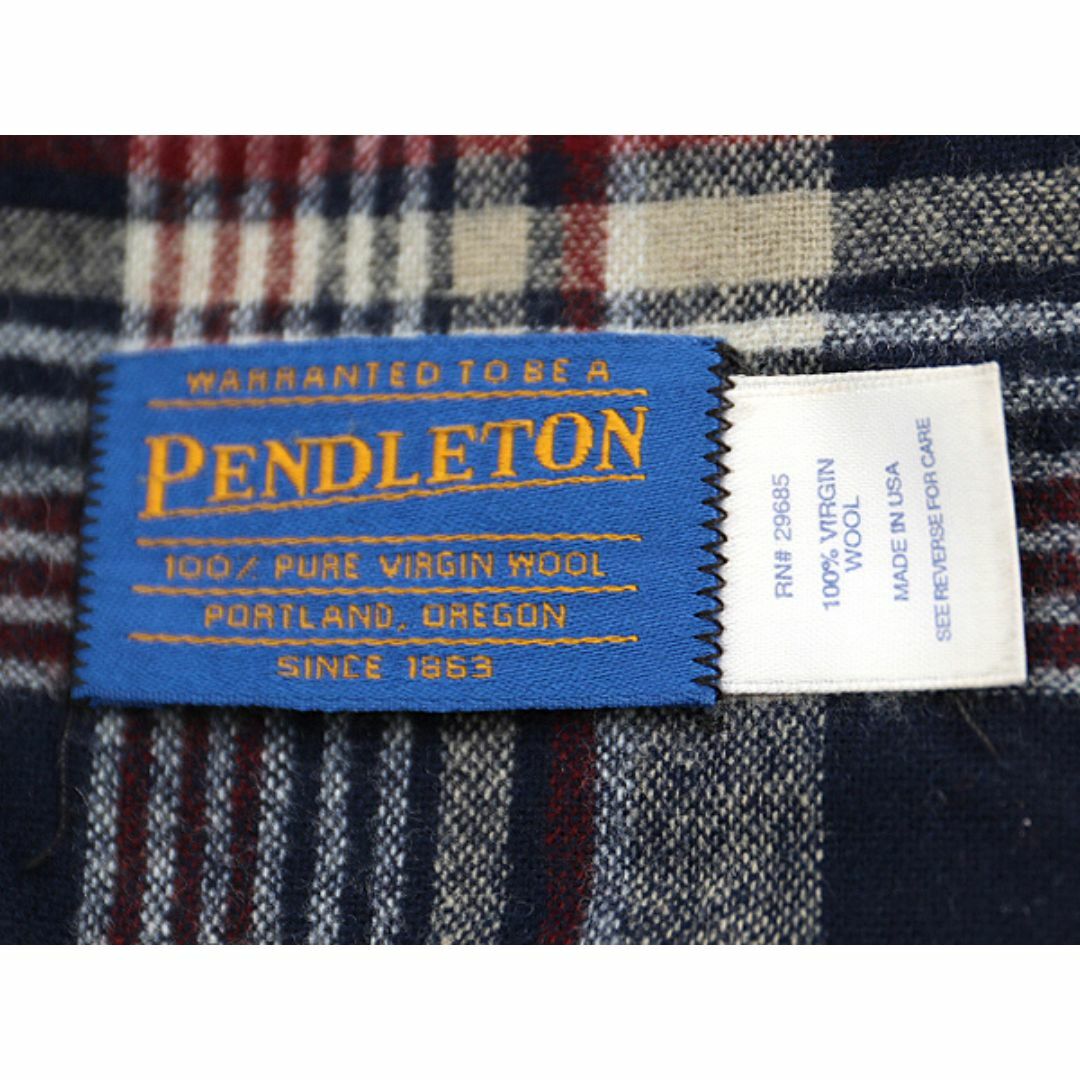 WARRANTED TO BE A
PENDLETON
100% PURE VIRGIN WOOL
PORTLAND, OREGON
SINCE 1863
RN# 29685
100% VIRGIN
WOOL
MADE IN USA
SEE REVERSE FOR CARE